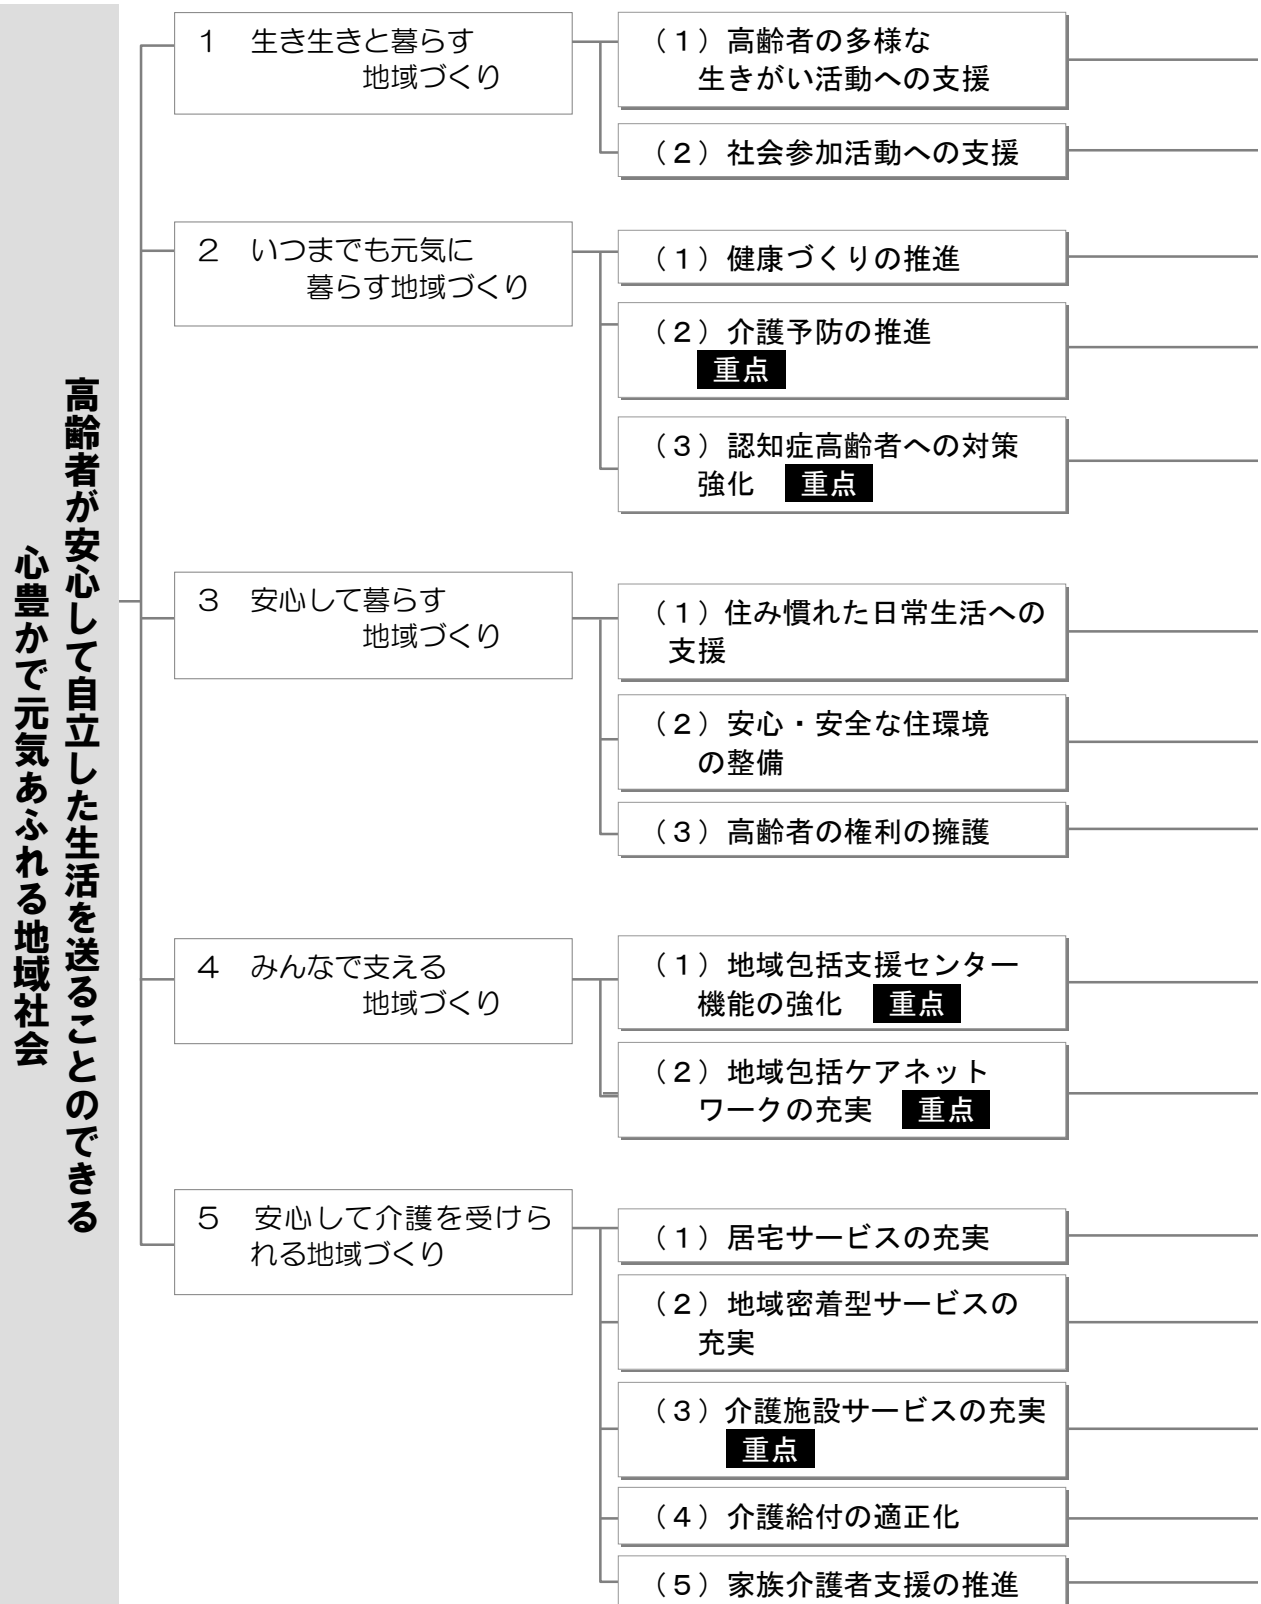 高齢者が安心して自立した生活を送ることのできる
心豊かで元気あふれる地域社会
1 生き生きと暮らす
地域づくり
（1）高齢者の多様な
生きがい活動への支援
（2）社会参加活動への支援
2 いつまでも元気に
暮らす地域づくり
（1）健康づくりの推進
（2）介護予防の推進
重点
（3）認知症高齢者への対策
強化 重点
3 安心して暮らす
地域づくり
（1）住み慣れた日常生活への
支援
（2）安心・安全な住環境
の整備
（3）高齢者の権利の擁護
4 みんなで支える
地域づくり
（1）地域包括支援センター
機能の強化 重点
（2）地域包括ケアネット
ワークの充実 重点
5 安心して介護を受けら
れる地域づくり
（1）居宅サービスの充実
（2）地域密着型サービスの
充実
（3）介護施設サービスの充実
重点
（4）介護給付の適正化
（5）家族介護者支援の推進